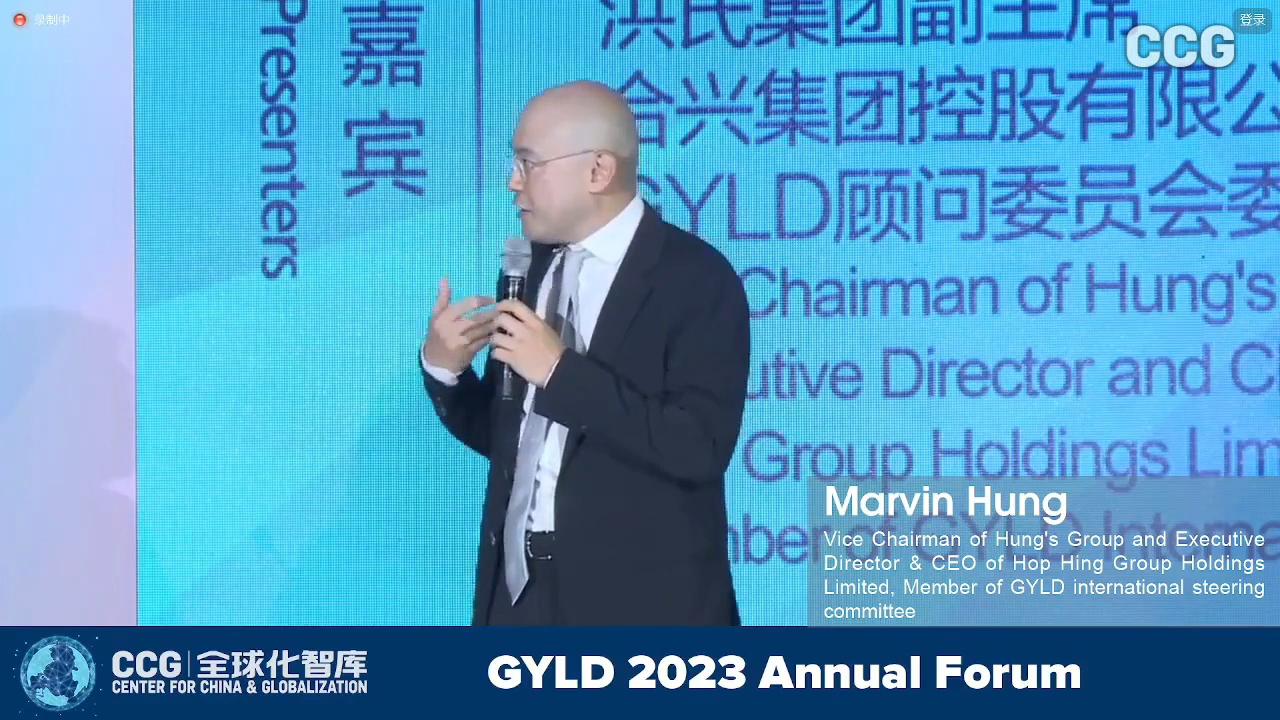 录制中
登录
CCG
Presenters
嘉宾
洪氏集团副主席
合兴集团控股有限公
GYLD顾问委员会委
Chairman of Hung's
utive Director and C
Group Holdings Lim
mber of GYLD Interna
Marvin Hung
Vice Chairman of Hung's Group and Executive
Director & CEO of Hop Hing Group Holdings
Limited, Member of GYLD international steering
committee
CCG 全球化智库
CENTER FOR CHINA & GLOBALIZATION
GYLD 2023 Annual Forum